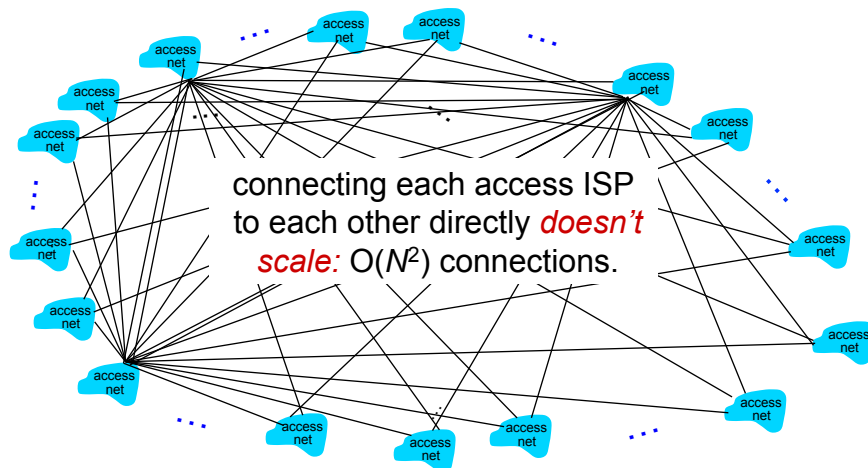 access
net
access
net
access
net
access
net
access
net
access
net
access
net
access
net
connecting each access ISP
to each other directly doesn't
scale: O(N²) connections.
access
net
access
net
access
net
access
net
access
net
access
net
access
net
access
net
access
net